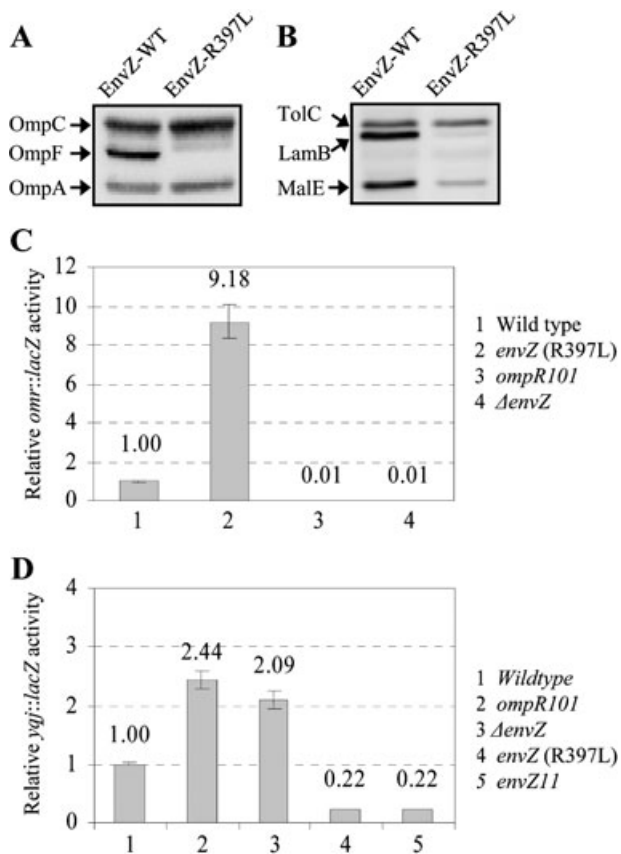 A
EnvZ-WT
EnvZ-R397L
OmpC
OmpF
OmpA
B
EnvZ-WT
EnvZ-R397L
TolC
LamB
MalE
C
Relative omr::lacZ activity
12
10
8
6
4
2
0
1.00
9.18
0.01
0.01
1
2
3
4
1 Wild type
2 envZ (R397L)
3 ompR101
4 ΔenvZ
D
Relative yqj::lacZ activity
4
3
2
1
0
1.00
2.44
2.09
0.22
0.22
1
2
3
4
5
1 Wildtype
2 ompR101
3 ΔenvZ
4 envZ (R397L)
5 envZ11